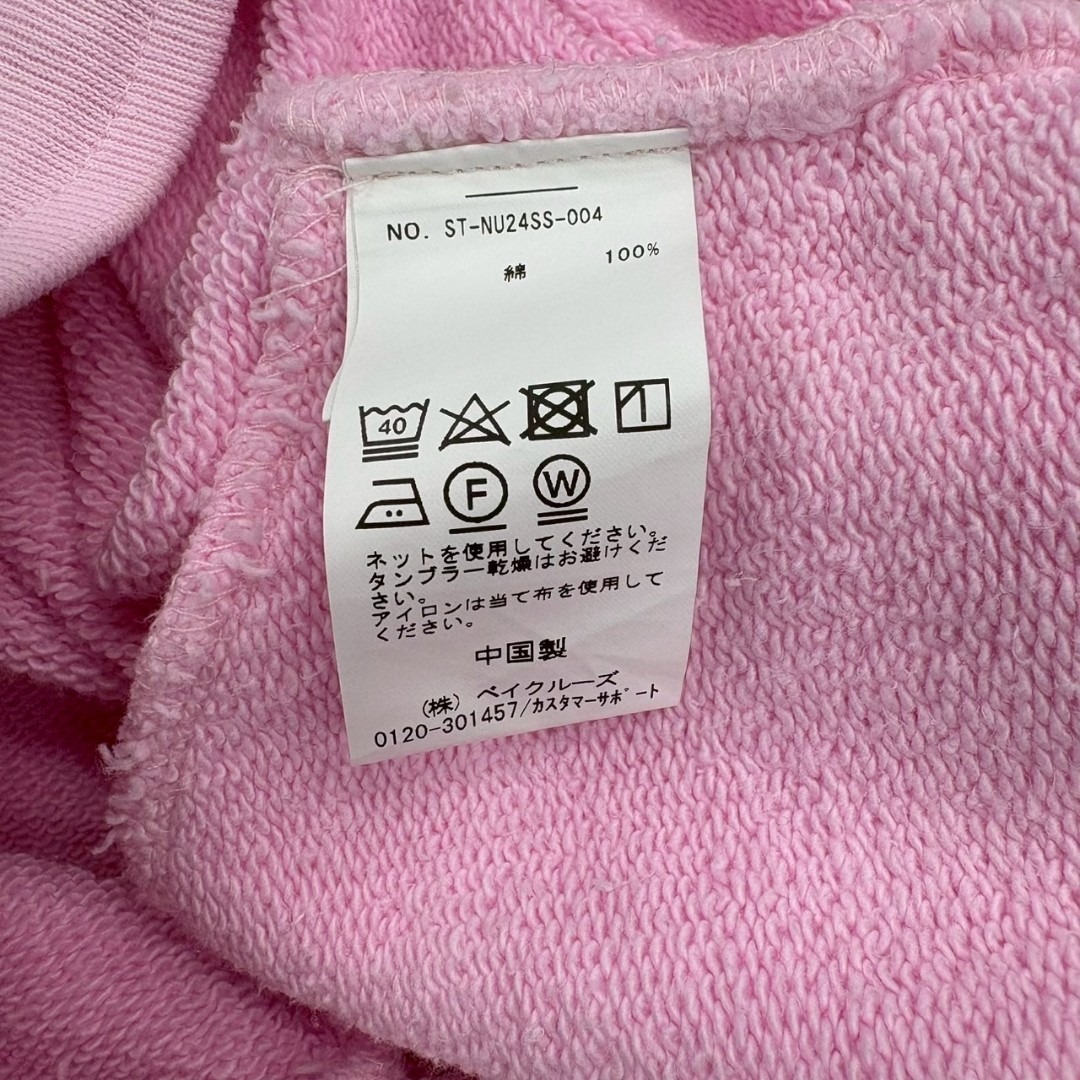 NO. ST-NU24SS-004
綿 100%
40
F W
ネットを使用してください。
タンブラー乾燥はお避けくだ
さい。
アイロンは当て布を使用して
ください。
中国製
(株) ベイクルーズ
0120-301457/カスタマーサポート